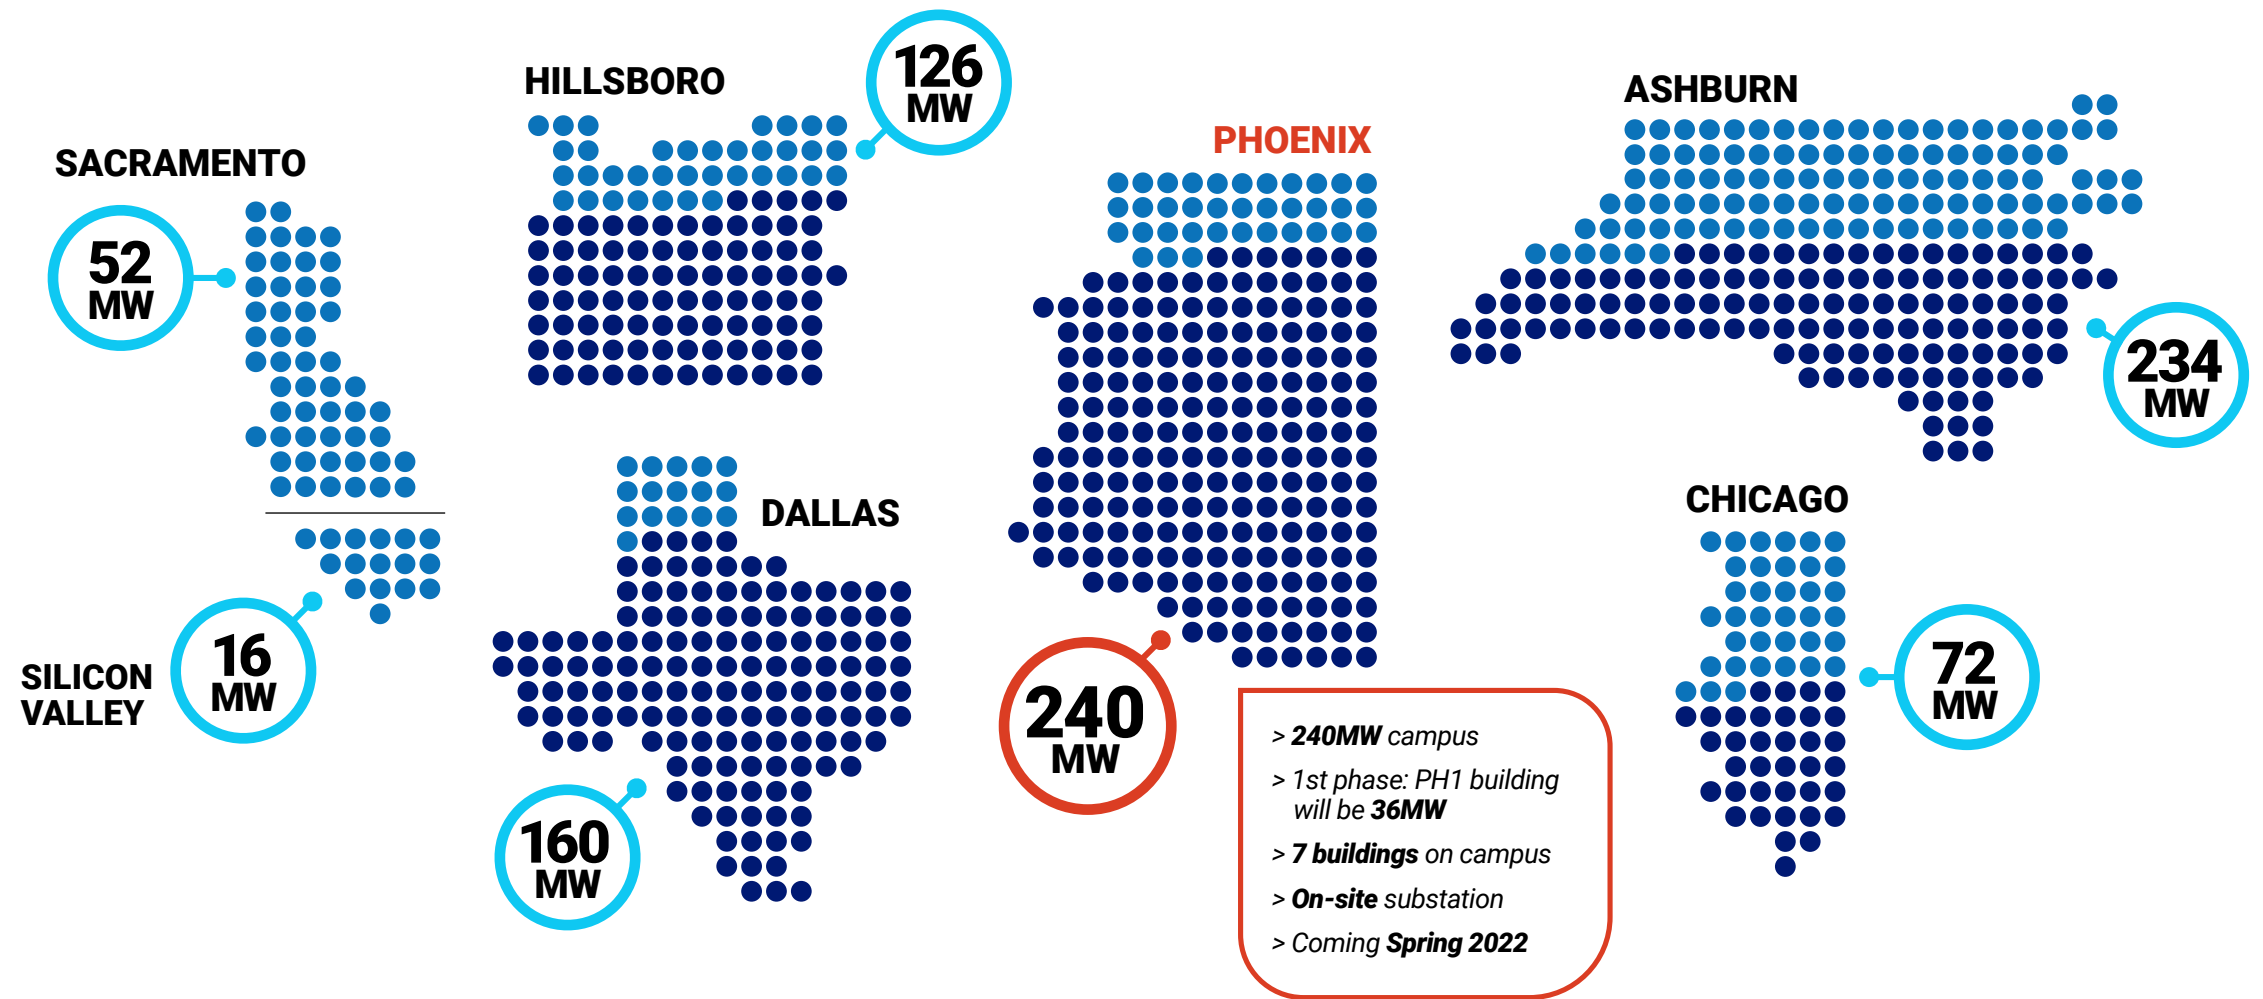 SACRAMENTO
52
MW
SILICON
VALLEY
16
MW
HILLSBORO
126
MW
DALLAS
160
MW
PHOENIX
240
MW
> 240MW campus
> 1st phase: PH1 building
will be 36MW
> 7 buildings on campus
> On-site substation
> Coming Spring 2022
ASHBURN
234
MW
CHICAGO
72
MW